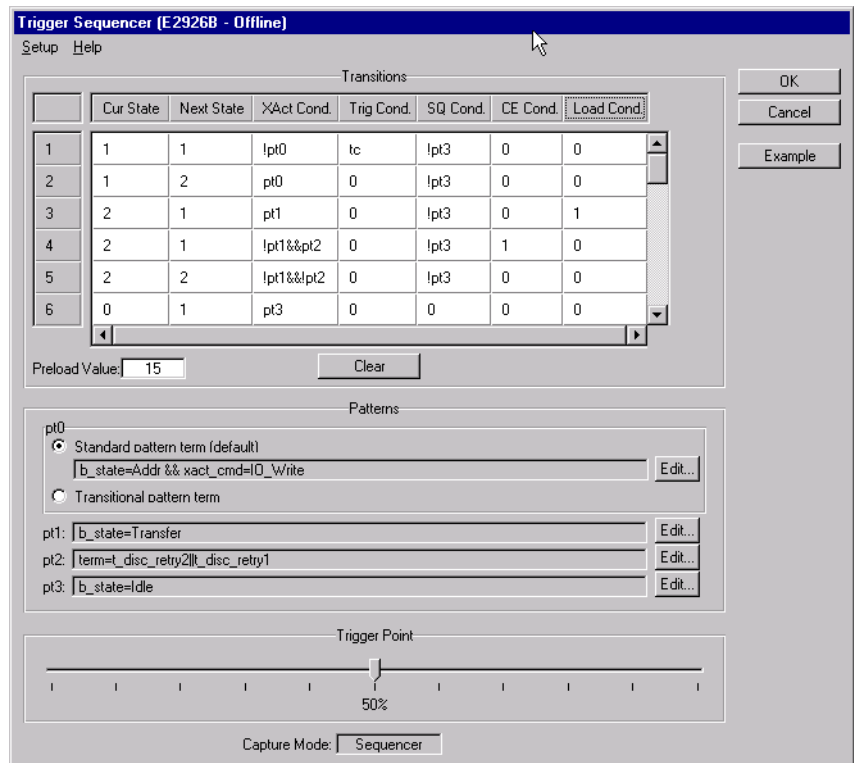 Trigger Sequencer (E2926B - Offline)
Setup Help
Transitions
Cur State Next State XAct Cond. Trig Cond. SQ Cond. CE Cond. Load Cond.
1 1 1 !pt0 tc !pt3 0 0
2 1 2 pt0 0 !pt3 0 0
3 2 1 pt1 0 !pt3 0 1
4 2 1 !pt1&&pt2 0 !pt3 1 0
5 2 2 !pt1&&!pt2 0 !pt3 0 0
6 0 1 pt3 0 0 0 0
Preload Value: 15 Clear
OK
Cancel
Example
Patterns
pt0
Standard pattern term (default)
b_state=Addr && xact_cmd=IO_Write Edit...
Transitional pattern term
pt1: b_state=Transfer Edit...
pt2: term=t_disc_retry2||t_disc_retry1 Edit...
pt3: b_state=Idle Edit...
Trigger Point
50%
Capture Mode: Sequencer